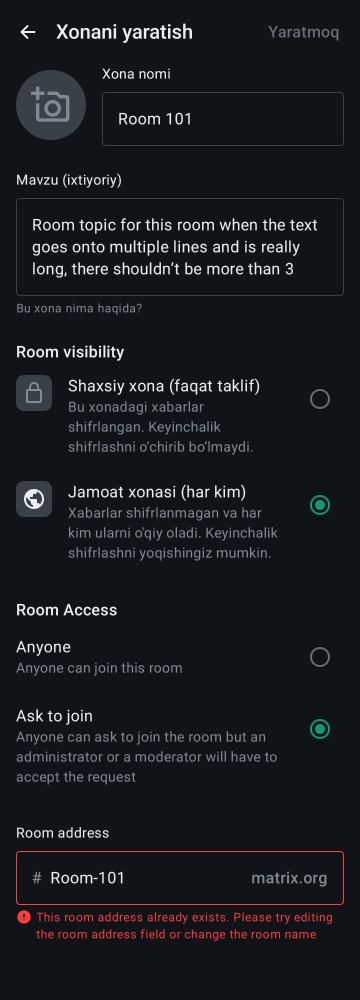 Xonani yaratish
Yaratmoq
Xona nomi
Room 101
Mavzu (ixtiyoriy)
Room topic for this room when the text
goes onto multiple lines and is really
long, there shouldn’t be more than 3
Bu xona nima haqida?
Room visibility
Shaxsiy xona (faqat taklif)
Bu xonadagi xabarlar
shifrlangan. Keyinchalik
shifrlashni o‘chirib bo‘lmaydi.
Jamoat xonasi (har kim)
Xabarlar shifrlanmagan va har
kim ularni o'qiy oladi. Keyinchalik
shifrlashni yoqishingiz mumkin.
Room Access
Anyone
Anyone can join this room
Ask to join
Anyone can ask to join the room but an
administrator or a moderator will have to
accept the request
Room address
# Room-101 matrix.org
This room address already exists. Please try editing
the room address field or change the room name